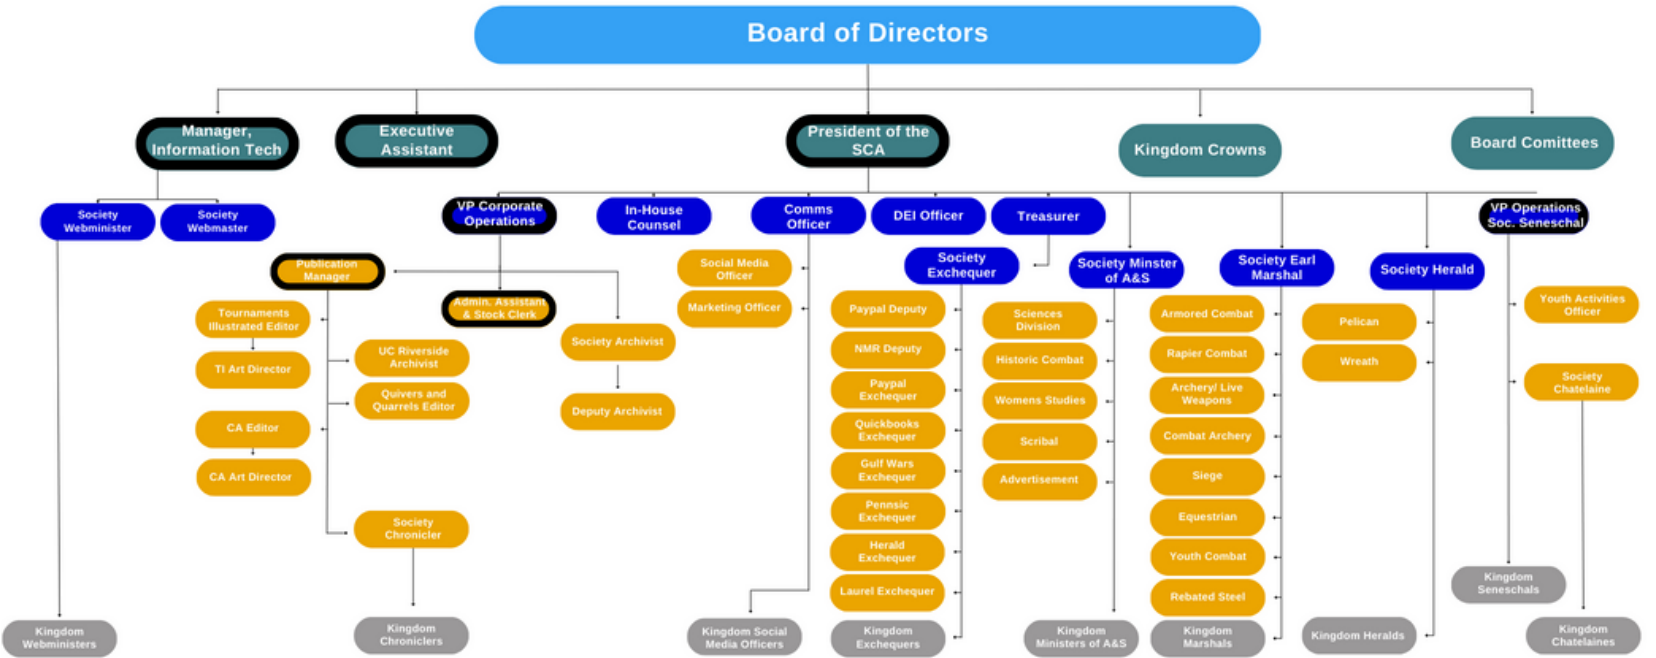 Board of Directors
Manager,
Information Tech
Executive
Assistant
President of the
SCA
Kingdom Crowns
Board Comittees
Society
Webminister
Society
Webmaster
VP Corporate
Operations
In-House
Counsel
Comms
Officer
DEI Officer
Treasurer
VP Operations
Soc. Seneschal
Publication
Manager
Admin. Assistant
& Stock Clerk
Social Media
Officer
Marketing Officer
Society
Exchequer
Society Minster
of A&S
Society Earl
Marshal
Society Herald
Tournaments
Illustrated Editor
TI Art Director
CA Editor
CA Art Director
UC Riverside
Archivist
Quivers and
Quarrels Editor
Society
Chronicler
Society Archivist
Deputy Archivist
Paypal Deputy
NMR Deputy
Paypal
Exchequer
Quickbooks
Exchequer
Gulf Wars
Exchequer
Pennsic
Exchequer
Herald
Exchequer
Laurel Exchequer
Sciences
Division
Historic Combat
Womens Studies
Scribal
Advertisement
Armored Combat
Rapier Combat
Archery/ Live
Weapons
Combat Archery
Siege
Equestrian
Youth Combat
Rebated Steel
Pelican
Wreath
Youth Activities
Officer
Society
Chatelaine
Kingdom
Webministers
Kingdom
Chroniclers
Kingdom Social
Media Officers
Kingdom
Exchequers
Kingdom
Ministers of A&S
Kingdom
Marshals
Kingdom Heralds
Kingdom
Seneschals
Kingdom
Chatelaines